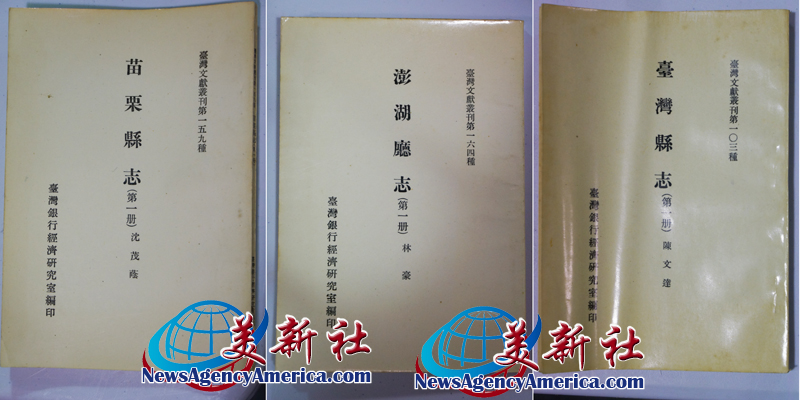 臺灣文獻叢刊第一五九種
苗栗縣志(第一册)沈茂蔭
臺灣銀行經濟研究室編印
臺灣文獻叢刊第一六四種
澎湖廳志(第一册)林豪
臺灣銀行經濟研究室編印
臺灣文獻叢刊第一〇三種
臺灣縣志(第一册)陳文達
臺灣銀行經濟研究室編印
美新社
NewsAgencyAmerica.com
美新社
NewsAgencyAmerica.com